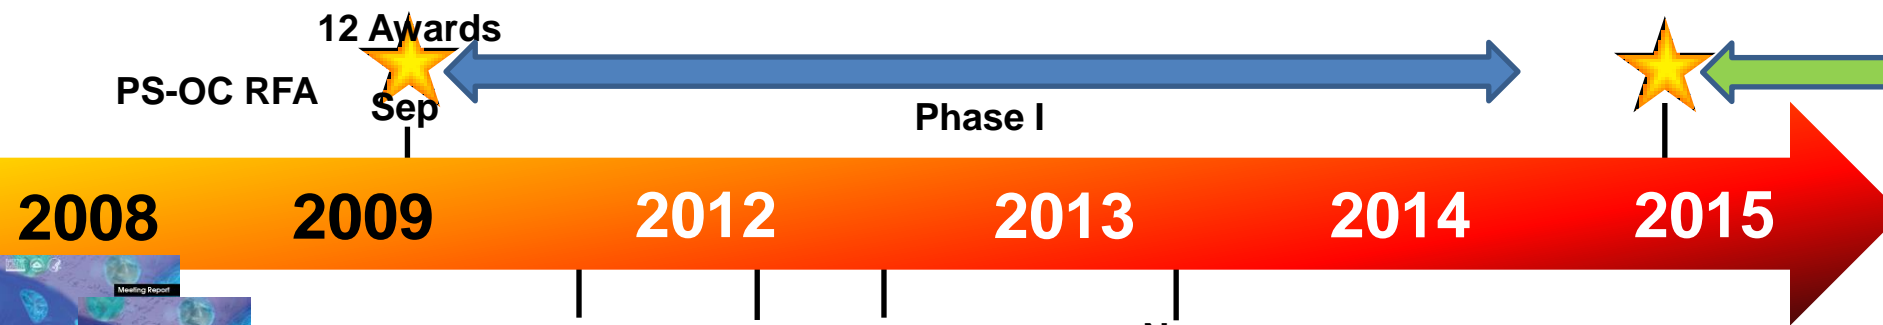 12 Awards
PS-OC RFA
Sep
Phase I
2008 2009 2012 2013 2014 2015
Meeting Report